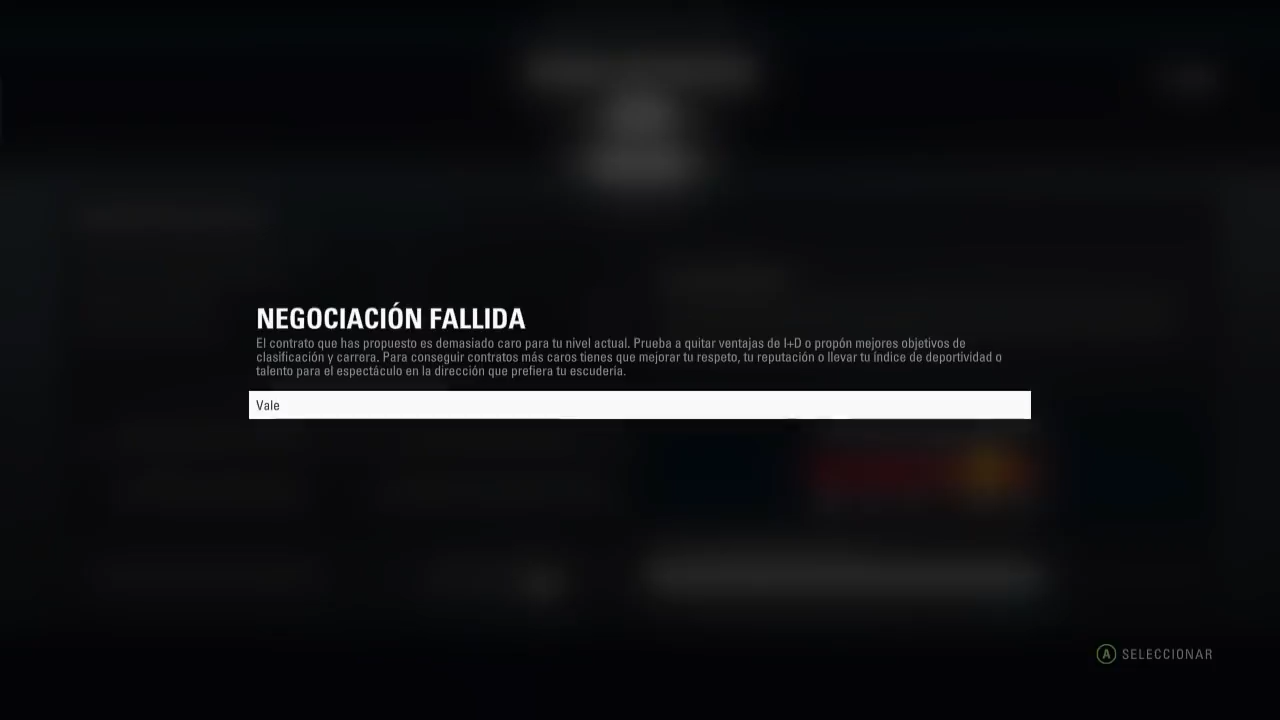 NEGOCIACIÓN FALLIDA
El contrato que has propuesto es demasiado caro para tu nivel actual. Prueba a quitar ventajas de I+D o propón mejores objetivos de
clasificación y carrera. Para conseguir contratos más caros tienes que mejorar tu respeto, tu reputación o llevar tu índice de deportividad o
talento para el espectáculo en la dirección que prefiera tu escudería.
Vale
A SELECCIONAR